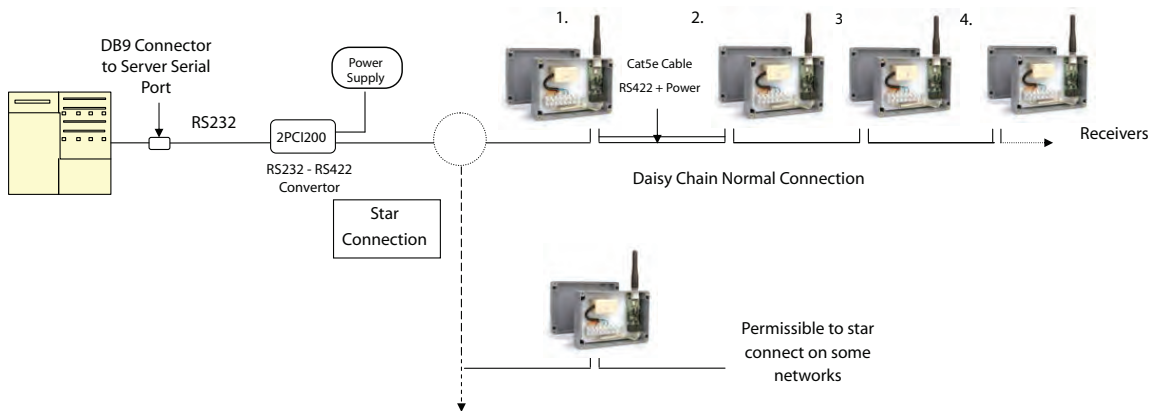 1.
2.
3
4.
DB9 Connector
to Server Serial
Port
Power
Supply
Cat5e Cable
RS422 + Power
RS232
2PCI200
Receivers
RS232 - RS422
Convertor
Daisy Chain Normal Connection
Star
Connection
Permissible to star
connect on some
networks